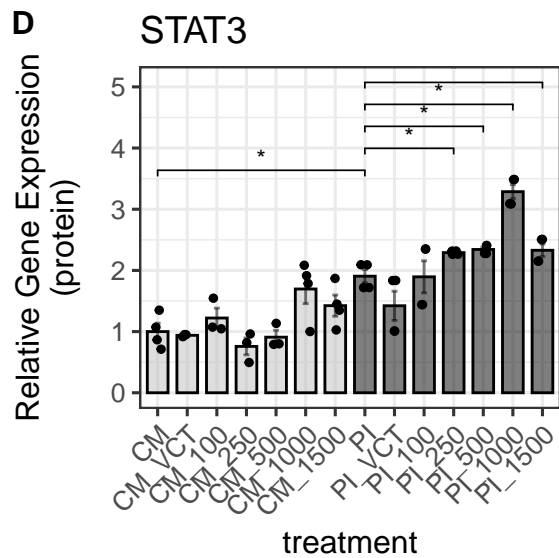 D
STAT3
Relative Gene Expression
(protein)
5
4
3
2
1
0
*
*
*
*
CM
CM_VCT
CM_100
CM_250
CM_500
CM_1000
CM_1500
PI
PI_VCT
PI_100
PI_250
PI_500
PI_1000
PI_1500
treatment